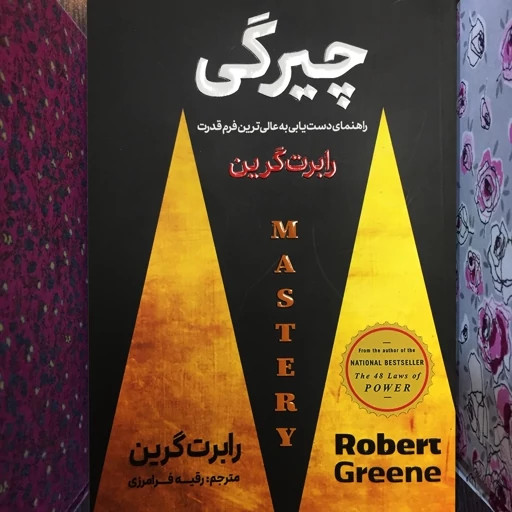 چیرگی
راهنمای دست‌یابی به عالی‌ترین فرم قدرت
رابرت گرین
MASTERY
From the author of the
NATIONAL BESTSELLER
The 48 Laws of
POWER
Robert
Greene
رابرت گرین
مترجم: رقیه فرامرزی